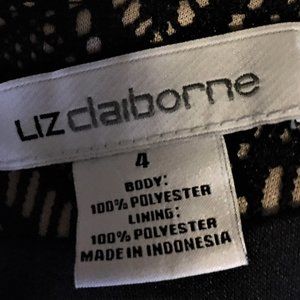 Liz claiborne
4
BODY:
100% POLYESTER
LINING:
100% POLYESTER
MADE IN INDONESIA